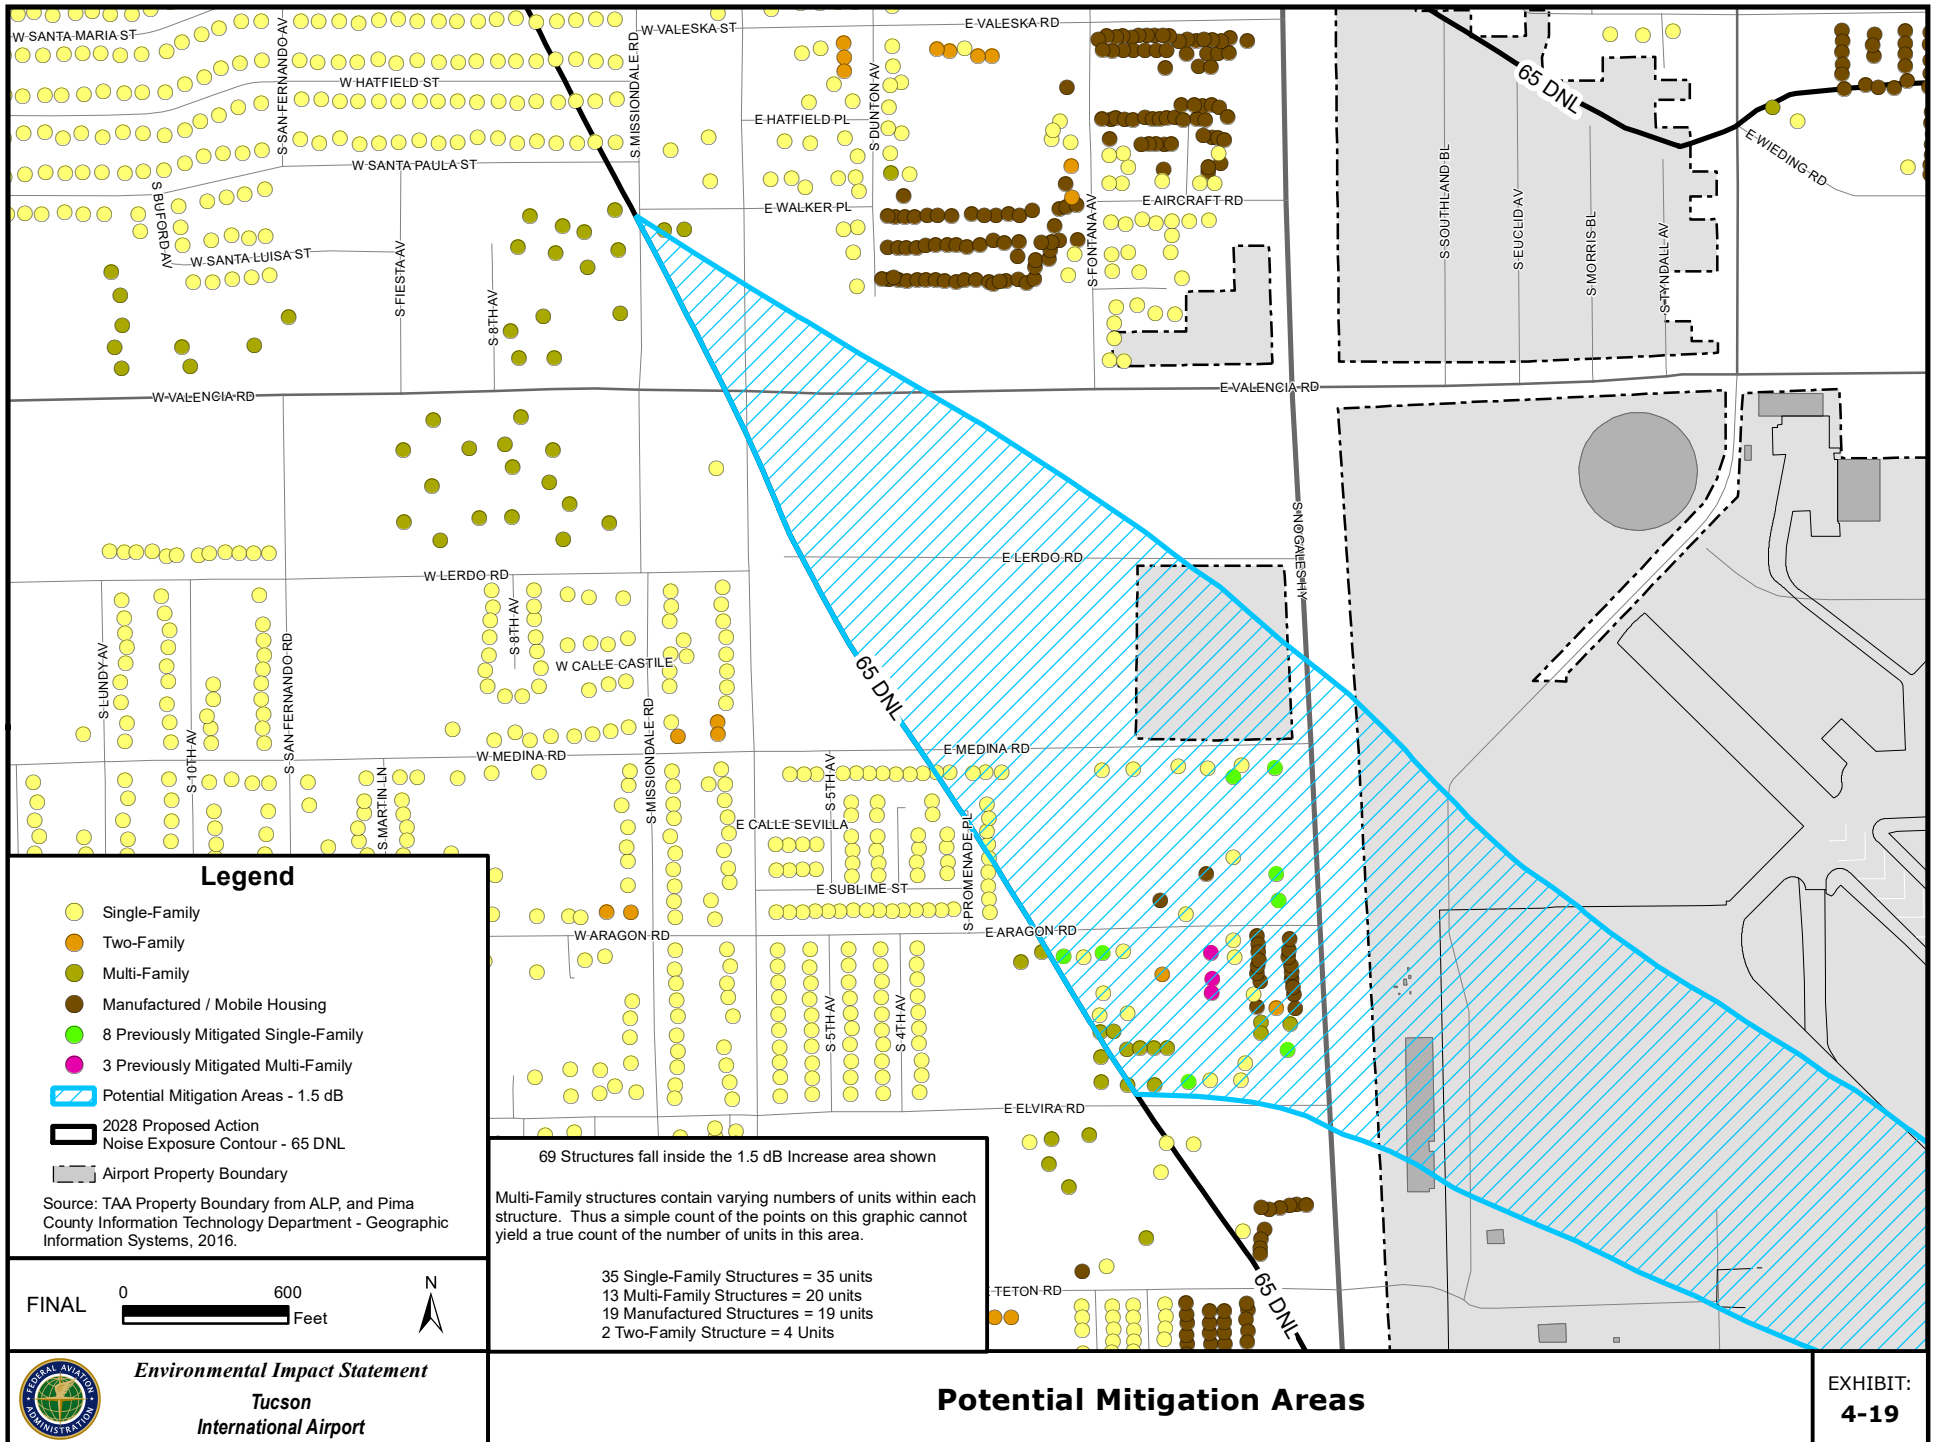 W SANTA MARIA ST
S SAN FERNANDO AV
W HATFIELD ST
W SANTA PAULA ST
S BUFORD AV
W SANTA LUISA ST
S FIESTA AV
S 8TH AV
S MISSIONDALE RD
W VALESKA ST
E VALESKA RD
E HATFIELD PL
S DUNTON AV
E WALKER PL
S FONTANA AV
E AIRCRAFT RD
65 DNL
S SOUTHLAND BL
S EUCLID AV
S MORRIS BL
S TYNDALL AV
E WIEDING RD
W VALENCIA RD
E VALENCIA RD
S NOGALES HY
E LERDO RD
W LERDO RD
S 8TH AV
W CALLE CASTILE
S LUNDY AV
S 10TH AV
S SAN FERNANDO RD
S MISSIONDALE RD
65 DNL
W MEDINA RD
E MEDINA RD
S MARTIN LN
S 5TH AV
E CALLE SEVILLA
S PROMENADE PL
E SUBLIME ST
W ARAGON RD
E ARAGON RD
S 5TH AV
S 4TH AV
E ELVIRA RD
TETON RD
65 DNL
Legend
Single-Family
Two-Family
Multi-Family
Manufactured / Mobile Housing
8 Previously Mitigated Single-Family
3 Previously Mitigated Multi-Family
Potential Mitigation Areas - 1.5 dB
2028 Proposed Action
Noise Exposure Contour - 65 DNL
Airport Property Boundary
Source: TAA Property Boundary from ALP, and Pima
County Information Technology Department - Geographic
Information Systems, 2016.
69 Structures fall inside the 1.5 dB Increase area shown
Multi-Family structures contain varying numbers of units within each
structure. Thus a simple count of the points on this graphic cannot
yield a true count of the number of units in this area.
35 Single-Family Structures = 35 units
13 Multi-Family Structures = 20 units
19 Manufactured Structures = 19 units
2 Two-Family Structure = 4 Units
FINAL
0 600
Feet
N
FEDERAL AVIATION
ADMINISTRATION
Environmental Impact Statement
Tucson
International Airport
Potential Mitigation Areas
EXHIBIT:
4-19